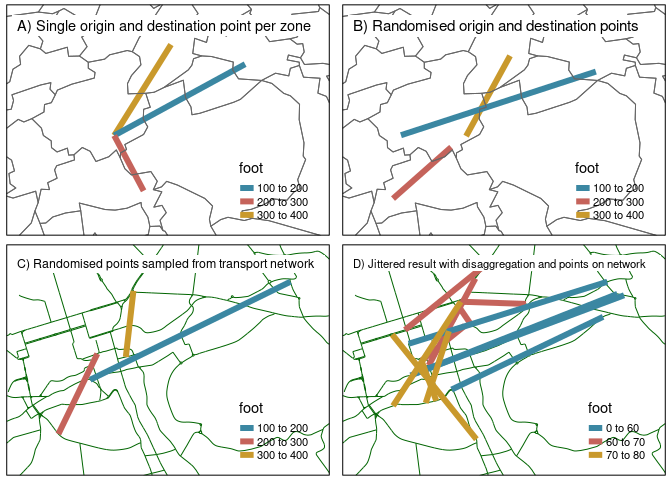 A) Single origin and destination point per zone
foot
100 to 200
200 to 300
300 to 400
B) Randomised origin and destination points
foot
100 to 200
200 to 300
300 to 400
C) Randomised points sampled from transport network
foot
100 to 200
200 to 300
300 to 400
D) Jittered result with disaggregation and points on network
foot
0 to 60
60 to 70
70 to 80